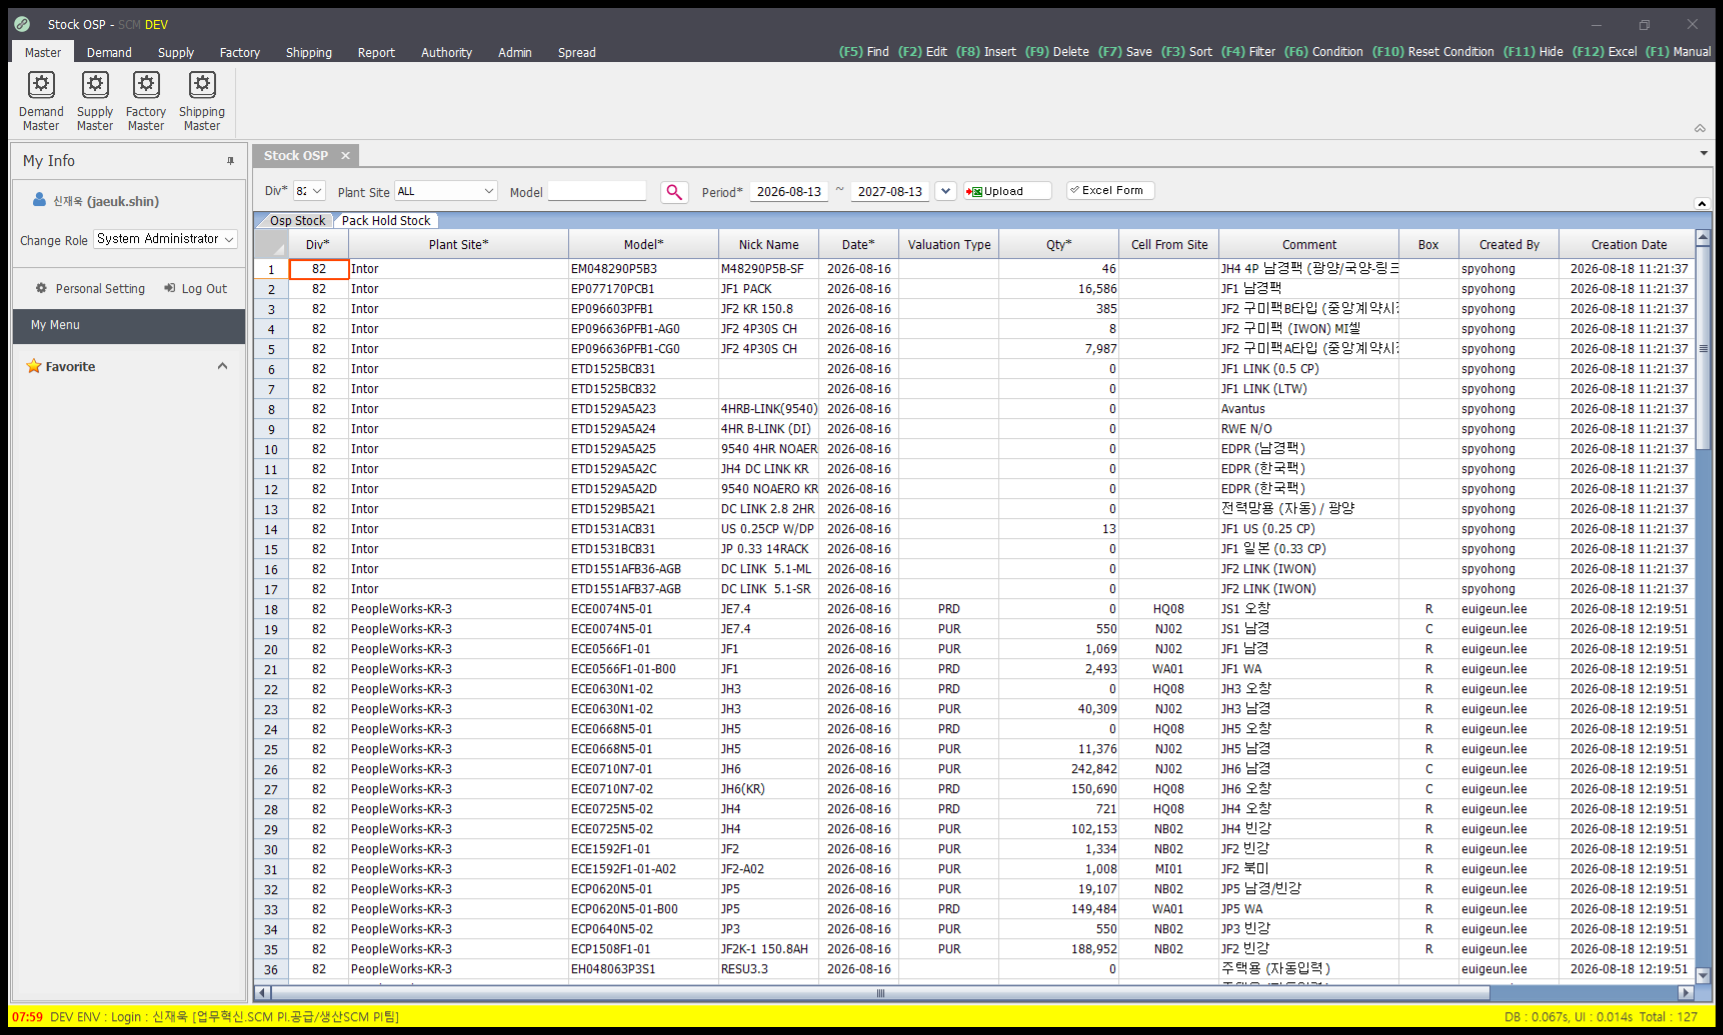 Stock OSP - SCM DEV
Master Demand Supply Factory Shipping Report Authority Admin Spread (F5) Find (F2) Edit (F8) Insert (F9) Delete (F7) Save (F3) Sort (F4) Filter (F6) Condition (F10) Reset Condition (F11) Hide (F12) Excel (F1) Manual
Demand Master Supply Master Factory Master Shipping Master
My Info
신재욱 (jaeuk.shin)
Change Role System Administrator
Personal Setting Log Out
My Menu
Favorite
Stock OSP
Div* 82 Plant Site ALL Model Period* 2026-08-13 ~ 2027-08-13 Upload Excel Form
Osp Stock Pack Hold Stock
Div* Plant Site* Model* Nick Name Date* Valuation Type Qty* Cell From Site Comment Box Created By Creation Date
1 82 Intor EM048290P5B3 M48290P5B-SF 2026-08-16 46 JH4 4P 남경팩 (광양/국양-링크 spyohong 2026-08-18 11:21:37
2 82 Intor EP077170PCB1 JF1 PACK 2026-08-16 16,586 JF1 남경팩 spyohong 2026-08-18 11:21:37
3 82 Intor EP096603PFB1 JF2 KR 150.8 2026-08-16 385 JF2 구미팩B타입 (중앙계약시장 spyohong 2026-08-18 11:21:37
4 82 Intor EP096636PFB1-AG0 JF2 4P30S CH 2026-08-16 8 JF2 구미팩 (IWON) MI셀 spyohong 2026-08-18 11:21:37
5 82 Intor EP096636PFB1-CG0 JF2 4P30S CH 2026-08-16 7,987 JF2 구미팩A타입 (중앙계약시장 spyohong 2026-08-18 11:21:37
6 82 Intor ETD1525BCB31 2026-08-16 0 JF1 LINK (0.5 CP) spyohong 2026-08-18 11:21:37
7 82 Intor ETD1525BCB32 2026-08-16 0 JF1 LINK (LTW) spyohong 2026-08-18 11:21:37
8 82 Intor ETD1529A5A23 4HRB-LINK(9540) 2026-08-16 0 Avantus spyohong 2026-08-18 11:21:37
9 82 Intor ETD1529A5A24 4HR B-LINK (DI) 2026-08-16 0 RWE N/O spyohong 2026-08-18 11:21:37
10 82 Intor ETD1529A5A25 9540 4HR NOAER 2026-08-16 0 EDPR (남경팩) spyohong 2026-08-18 11:21:37
11 82 Intor ETD1529A5A2C JH4 DC LINK KR 2026-08-16 0 EDPR (한국팩) spyohong 2026-08-18 11:21:37
12 82 Intor ETD1529A5A2D 9540 NOAERO KR 2026-08-16 0 EDPR (한국팩) spyohong 2026-08-18 11:21:37
13 82 Intor ETD1529B5A21 DC LINK 2.8 2HR 2026-08-16 0 전력망용 (자동) / 광양 spyohong 2026-08-18 11:21:37
14 82 Intor ETD1531ACB31 US 0.25CP W/DP 2026-08-16 13 JF1 US (0.25 CP) spyohong 2026-08-18 11:21:37
15 82 Intor ETD1531BCB31 JP 0.33 14RACK 2026-08-16 0 JF1 일본 (0.33 CP) spyohong 2026-08-18 11:21:37
16 82 Intor ETD1551AFB36-AGB DC LINK 5.1-ML 2026-08-16 0 JF2 LINK (IWON) spyohong 2026-08-18 11:21:37
17 82 Intor ETD1551AFB37-AGB DC LINK 5.1-SR 2026-08-16 0 JF2 LINK (IWON) spyohong 2026-08-18 11:21:37
18 82 PeopleWorks-KR-3 ECE0074N5-01 JE7.4 2026-08-16 PRD 0 HQ08 JS1 오창 R euigeun.lee 2026-08-18 12:19:51
19 82 PeopleWorks-KR-3 ECE0074N5-01 JE7.4 2026-08-16 PUR 550 NJ02 JS1 남경 C euigeun.lee 2026-08-18 12:19:51
20 82 PeopleWorks-KR-3 ECE0566F1-01 JF1 2026-08-16 PUR 1,069 NJ02 JF1 남경 R euigeun.lee 2026-08-18 12:19:51
21 82 PeopleWorks-KR-3 ECE0566F1-01-B00 JF1 2026-08-16 PRD 2,493 WA01 JF1 WA R euigeun.lee 2026-08-18 12:19:51
22 82 PeopleWorks-KR-3 ECE0630N1-02 JH3 2026-08-16 PRD 0 HQ08 JH3 오창 R euigeun.lee 2026-08-18 12:19:51
23 82 PeopleWorks-KR-3 ECE0630N1-02 JH3 2026-08-16 PUR 40,309 NJ02 JH3 남경 R euigeun.lee 2026-08-18 12:19:51
24 82 PeopleWorks-KR-3 ECE0668N5-01 JH5 2026-08-16 PRD 0 HQ08 JH5 오창 R euigeun.lee 2026-08-18 12:19:51
25 82 PeopleWorks-KR-3 ECE0668N5-01 JH5 2026-08-16 PUR 11,376 NJ02 JH5 남경 R euigeun.lee 2026-08-18 12:19:51
26 82 PeopleWorks-KR-3 ECE0710N7-01 JH6 2026-08-16 PUR 242,842 NJ02 JH6 남경 C euigeun.lee 2026-08-18 12:19:51
27 82 PeopleWorks-KR-3 ECE0710N7-02 JH6(KR) 2026-08-16 PRD 150,690 HQ08 JH6 오창 C euigeun.lee 2026-08-18 12:19:51
28 82 PeopleWorks-KR-3 ECE0725N5-02 JH4 2026-08-16 PRD 721 HQ08 JH4 오창 R euigeun.lee 2026-08-18 12:19:51
29 82 PeopleWorks-KR-3 ECE0725N5-02 JH4 2026-08-16 PUR 102,153 NB02 JH4 빈강 R euigeun.lee 2026-08-18 12:19:51
30 82 PeopleWorks-KR-3 ECE1592F1-01 JF2 2026-08-16 PUR 1,334 NB02 JF2 빈강 R euigeun.lee 2026-08-18 12:19:51
31 82 PeopleWorks-KR-3 ECE1592F1-01-A02 JF2-A02 2026-08-16 PUR 1,008 MI01 JF2 북미 R euigeun.lee 2026-08-18 12:19:51
32 82 PeopleWorks-KR-3 ECP0620N5-01 JP5 2026-08-16 PUR 19,107 NB02 JP5 남경/빈강 R euigeun.lee 2026-08-18 12:19:51
33 82 PeopleWorks-KR-3 ECP0620N5-01-B00 JP5 2026-08-16 PRD 149,484 WA01 JP5 WA R euigeun.lee 2026-08-18 12:19:51
34 82 PeopleWorks-KR-3 ECP0640N5-02 JP3 2026-08-16 PUR 550 NB02 JP3 빈강 R euigeun.lee 2026-08-18 12:19:51
35 82 PeopleWorks-KR-3 ECP1508F1-01 JF2K-1 150.8AH 2026-08-16 PUR 188,952 NB02 JF2 빈강 R euigeun.lee 2026-08-18 12:19:51
36 82 PeopleWorks-KR-3 EH048063P3S1 RESU3.3 2026-08-16 0 주택용 (자동입력) euigeun.lee 2026-08-18 12:19:51
07:59 DEV ENV : Login : 신재욱 [업무혁신.SCM PI.공급/생산SCM PI팀] DB : 0.067s, UI : 0.014s Total : 127